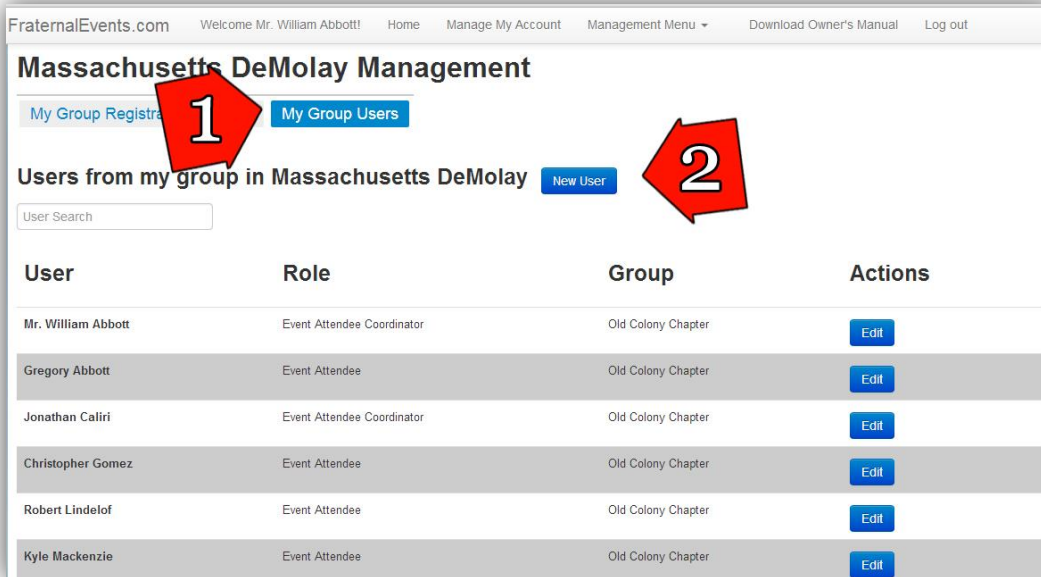 FraternalEvents.com Welcome Mr. William Abbott! Home Manage My Account Management Menu Download Owner's Manual Log out
Massachusetts DeMolay Management
My Group Registra 1 My Group Users
Users from my group in Massachusetts DeMolay New User 2
User Search
User Role Group Actions
Mr. William Abbott Event Attendee Coordinator Old Colony Chapter Edit
Gregory Abbott Event Attendee Old Colony Chapter Edit
Jonathan Caliri Event Attendee Coordinator Old Colony Chapter Edit
Christopher Gomez Event Attendee Old Colony Chapter Edit
Robert Lindelof Event Attendee Old Colony Chapter Edit
Kyle Mackenzie Event Attendee Old Colony Chapter Edit